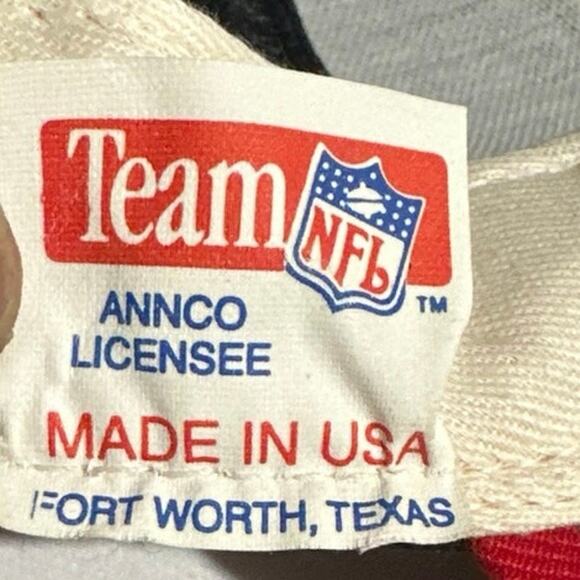 Team NFL
TM
ANNCO
LICENSEE
MADE IN USA
FORT WORTH, TEXAS